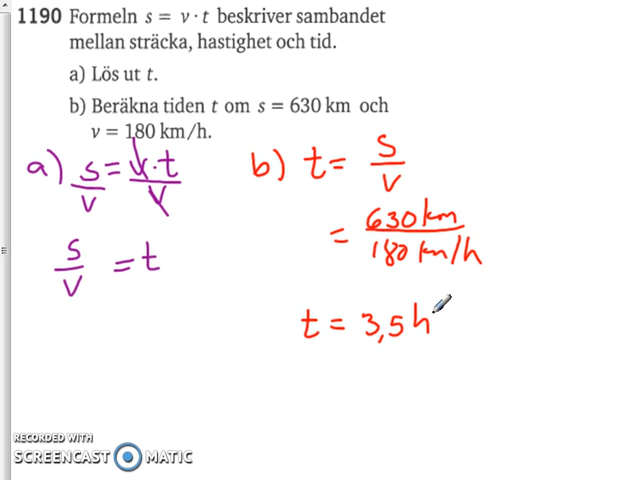 1190 Formeln s = v · t beskriver sambandet
mellan sträcka, hastighet och tid.
a) Lös ut t.
b) Beräkna tiden t om s = 630 km och
v = 180 km/h.
a) s/v = v·t/v
s/v = t
b) t = s/v
= 630 km / 180 km/h
t = 3,5 h
RECORDED WITH
SCREENCAST MATIC